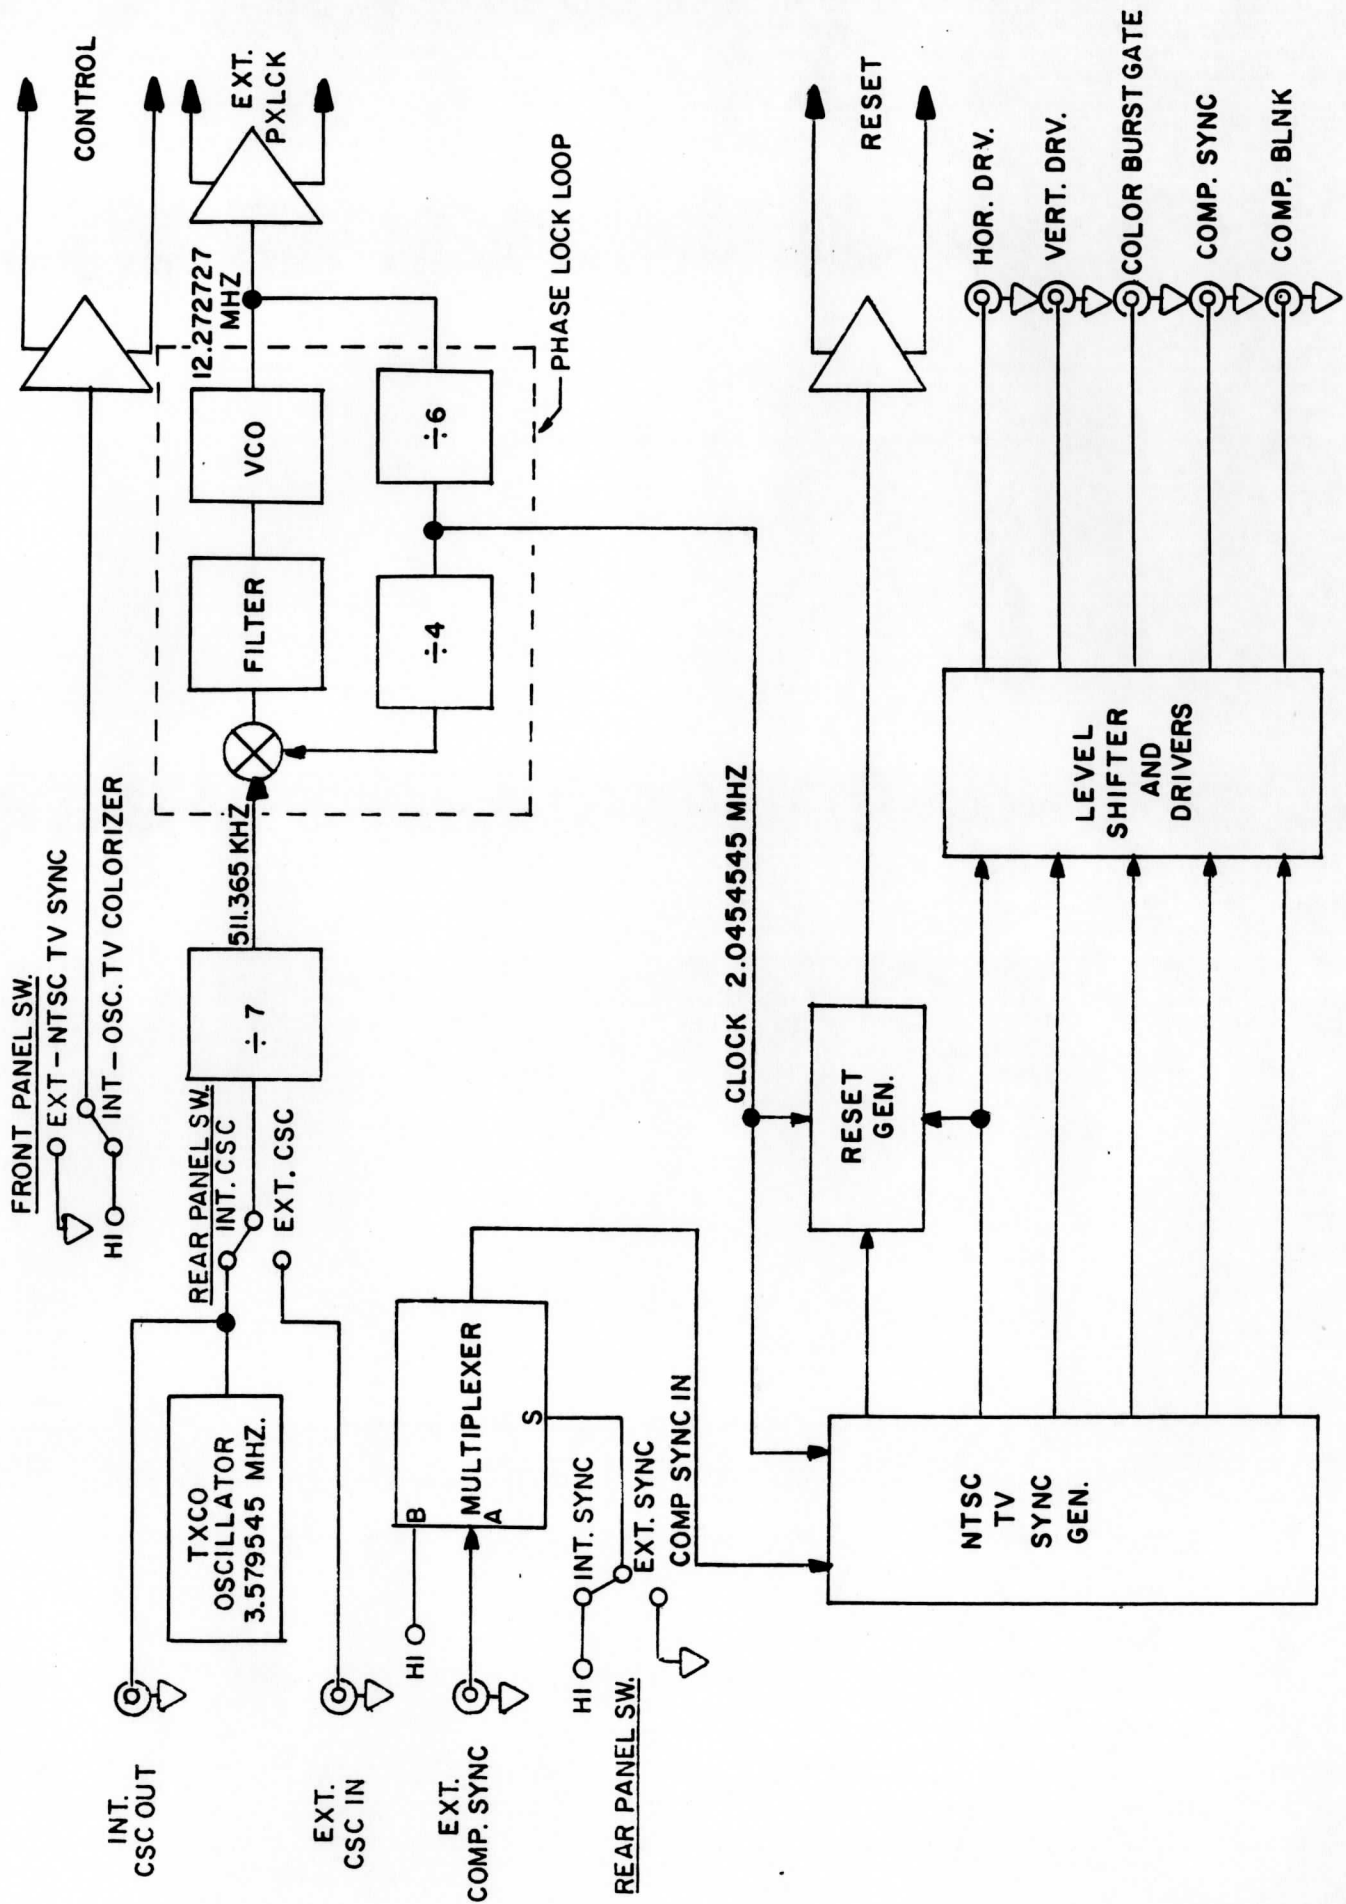 FRONT PANEL SW.
EXT-NTSC TV SYNC
HI
INT-OSC. TV COLORIZER
CONTROL
INT.
CSC OUT
TXCO
OSCILLATOR
3.579545 MHZ.
REAR PANEL SW.
INT. CSC
EXT. CSC
÷7
511.365 KHZ
FILTER
VCO
12.272727
MHZ
EXT.
PXLCK
÷4
÷6
PHASE LOCK LOOP
EXT.
CSC IN
EXT.
COMP. SYNC
HI
B
A
MULTIPLEXER
S
HI
INT. SYNC
EXT. SYNC
REAR PANEL SW.
COMP SYNC IN
CLOCK 2.0454545 MHZ
RESET
GEN.
RESET
NTSC
TV
SYNC
GEN.
LEVEL
SHIFTER
AND
DRIVERS
HOR. DRV.
VERT. DRV.
COLOR BURST GATE
COMP. SYNC
COMP. BLNK